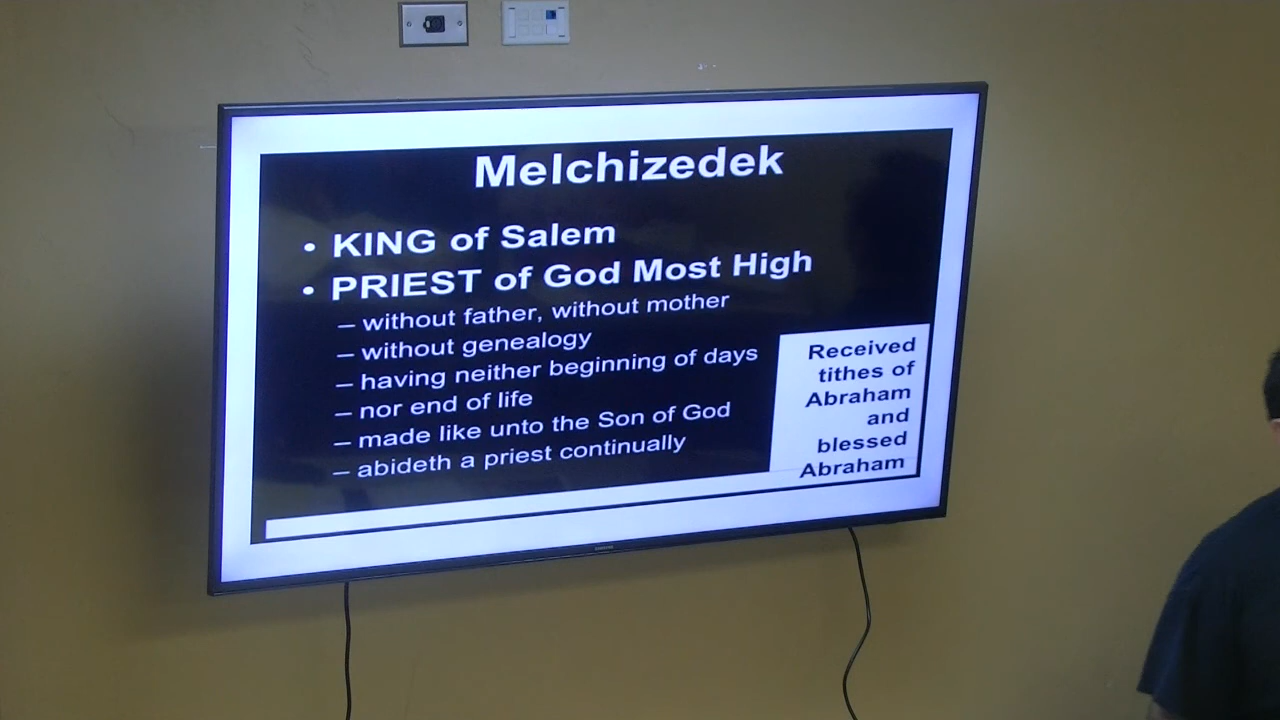 Melchizedek
• KING of Salem
• PRIEST of God Most High
– without father, without mother
– without genealogy
– having neither beginning of days
– nor end of life
– made like unto the Son of God
– abideth a priest continually
Received
tithes of
Abraham
and
blessed
Abraham